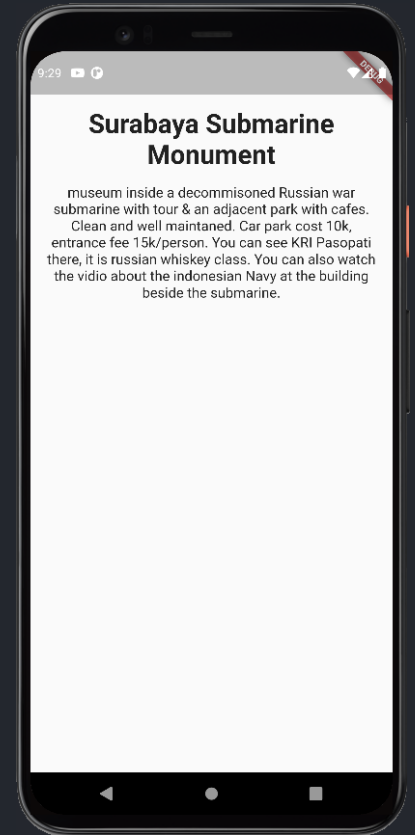 9:29
DEBUG
Surabaya Submarine
Monument
museum inside a decommisoned Russian war
submarine with tour & an adjacent park with cafes.
Clean and well maintaned. Car park cost 10k,
entrance fee 15k/person. You can see KRI Pasopati
there, it is russian whiskey class. You can also watch
the vidio about the indonesian Navy at the building
beside the submarine.